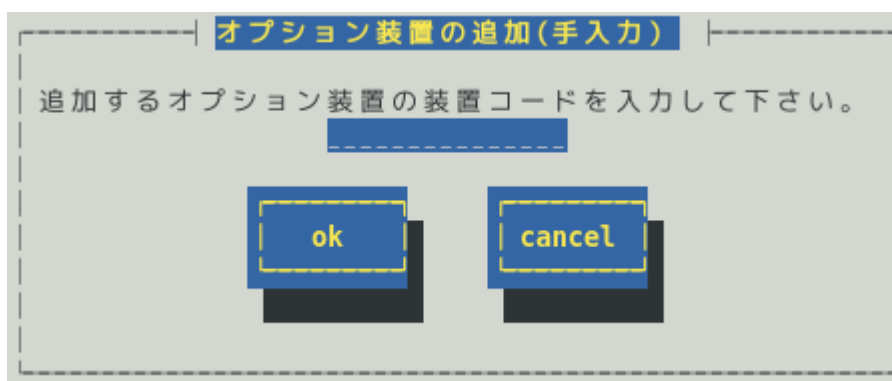 オプション装置の追加(手入力)
追加するオプション装置の装置コードを入力して下さい。
_______________
ok
cancel